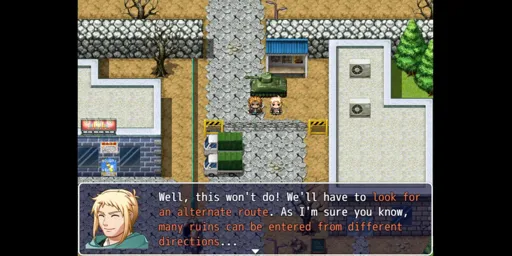 Well, this won't do! We'll have to look for
an alternate route. As I'm sure you know,
many ruins can be entered from different
directions...